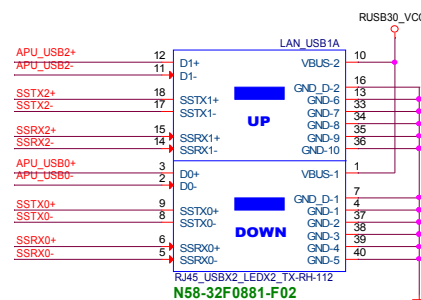 RUSB30_VCC
LAN_USB1A
APU_USB2+ 12 D1+ VBUS-2 10
APU_USB2- 11 D1-
GND_D-2 16
SSTX2+ 18 SSTX1+ GND-6 13
SSTX2- 17 SSTX1- GND-7 33
GND-8 34
UP
SSRX2+ 15 SSRX1+ GND-9 35
SSRX2- 14 SSRX1- GND-10 36
APU_USB0+ 3 D0+ VBUS-1 1
APU_USB0- 2 D0-
GND_D-1 7
SSTX0+ 9 SSTX0+ GND-1 4
SSTX0- 8 SSTX0- GND-2 37
DOWN
GND-3 38
SSRX0+ 6 SSRX0+ GND-4 39
SSRX0- 5 SSRX0- GND-5 40
RJ45_USBX2_LEDX2_TX-RH-112
N58-32F0881-F02